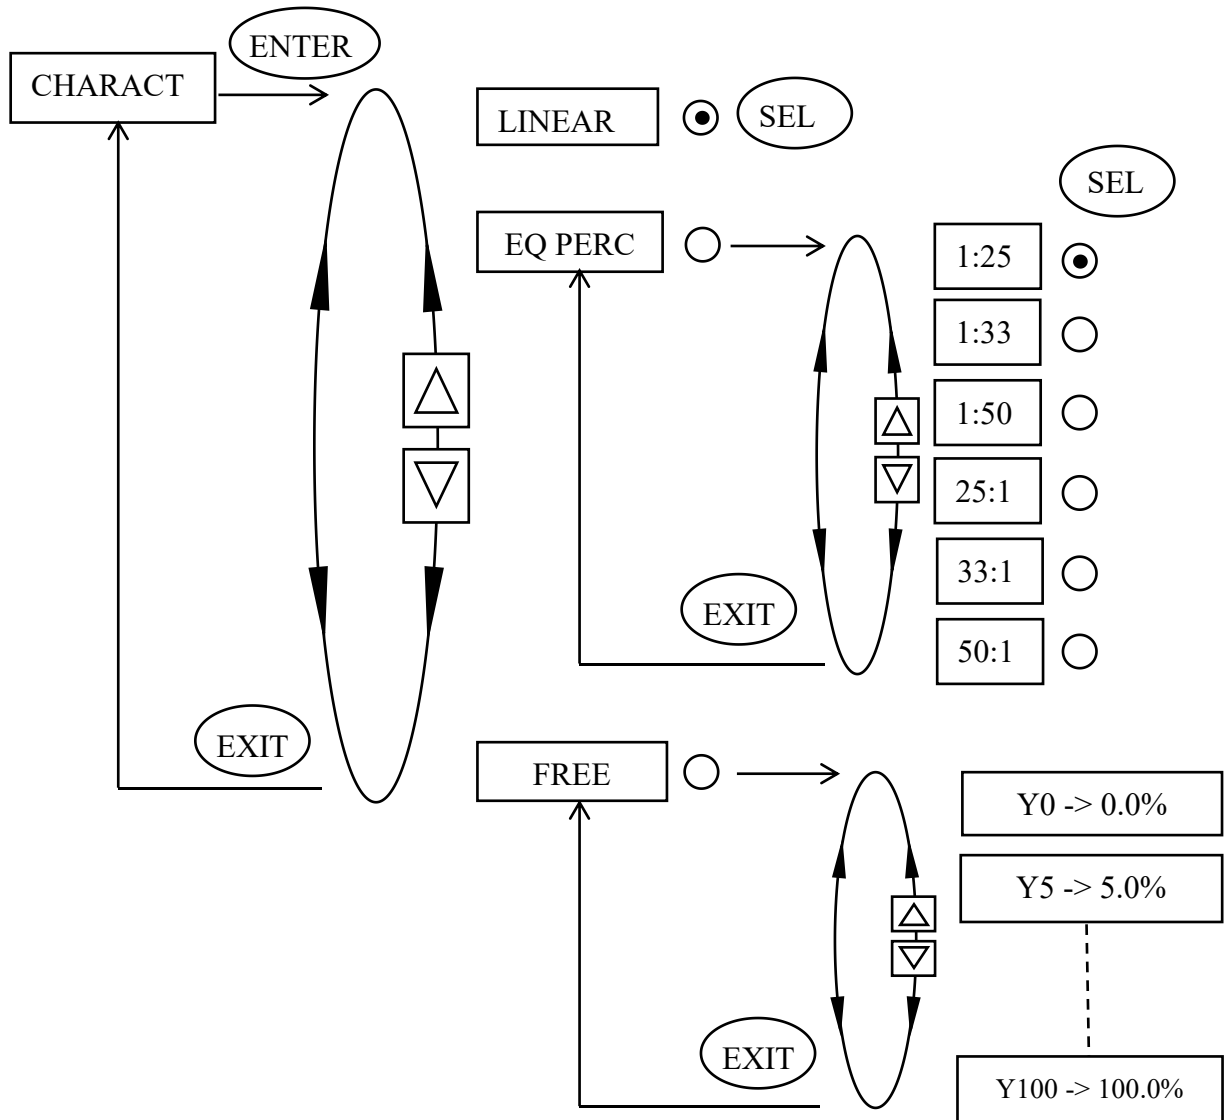 ENTER
CHARACT
LINEAR
SEL
SEL
EQ PERC
1:25
1:33
1:50
25:1
33:1
50:1
EXIT
EXIT
FREE
Y0 -> 0.0%
Y5 -> 5.0%
EXIT
Y100 -> 100.0%